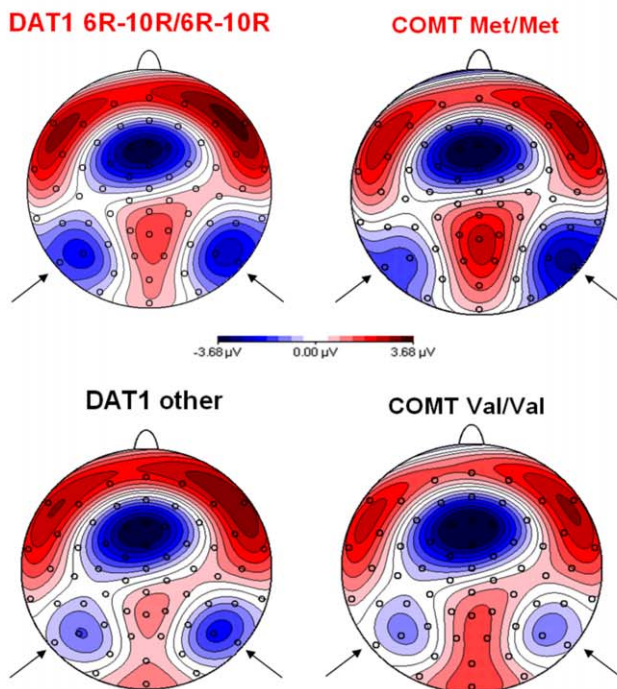 DAT1 6R-10R/6R-10R
COMT Met/Met
-3.68 µV 0.00 µV 3.68 µV
DAT1 other
COMT Val/Val